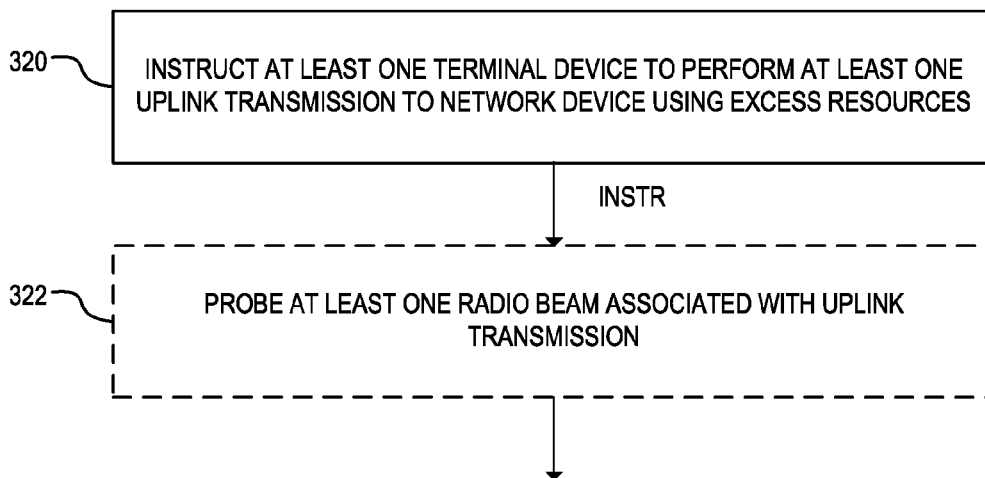 320
INSTRUCT AT LEAST ONE TERMINAL DEVICE TO PERFORM AT LEAST ONE
UPLINK TRANSMISSION TO NETWORK DEVICE USING EXCESS RESOURCES
INSTR
322
PROBE AT LEAST ONE RADIO BEAM ASSOCIATED WITH UPLINK
TRANSMISSION